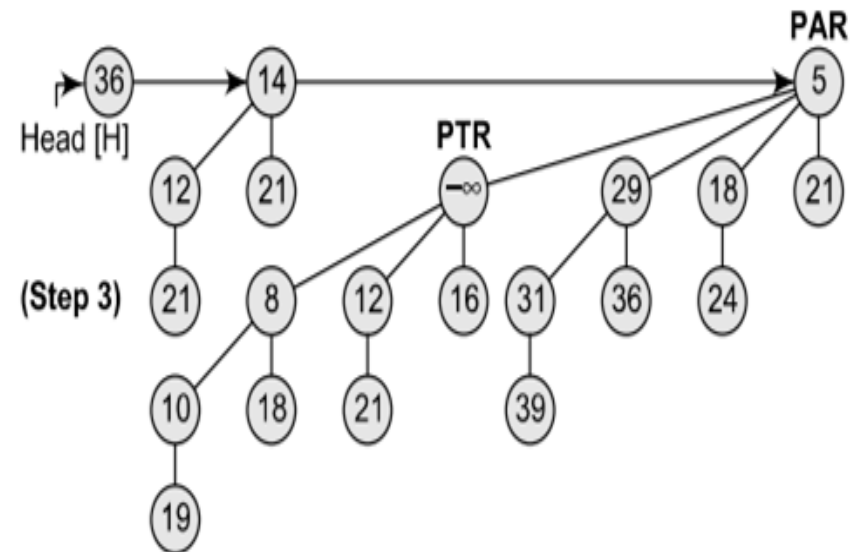 PAR
36 14 5
Head [H]
PTR
12 21 −∞ 29 18 21
(Step 3) 21 8 12 16 31 36 24
10 18 21 39
19